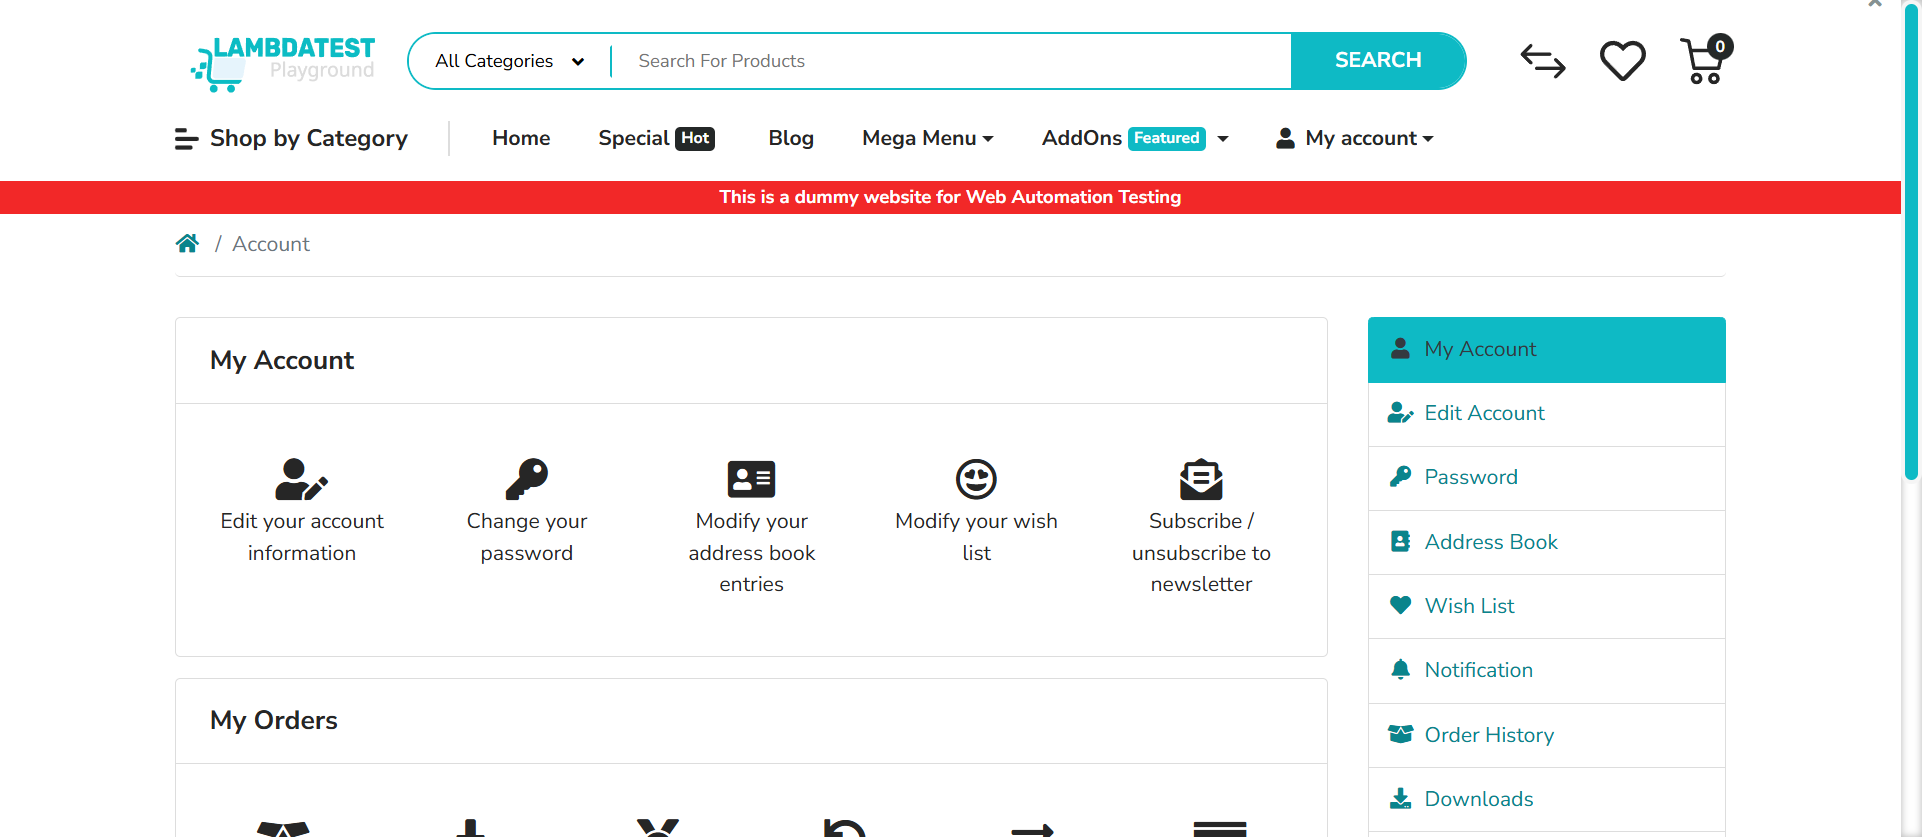 LAMBDATEST
Playground
All Categories
Search For Products
SEARCH
0
Shop by Category
Home
Special Hot
Blog
Mega Menu
AddOns Featured
My account
This is a dummy website for Web Automation Testing
/ Account
My Account
Edit your account
information
Change your
password
Modify your
address book
entries
Modify your wish
list
Subscribe /
unsubscribe to
newsletter
My Orders
My Account
Edit Account
Password
Address Book
Wish List
Notification
Order History
Downloads